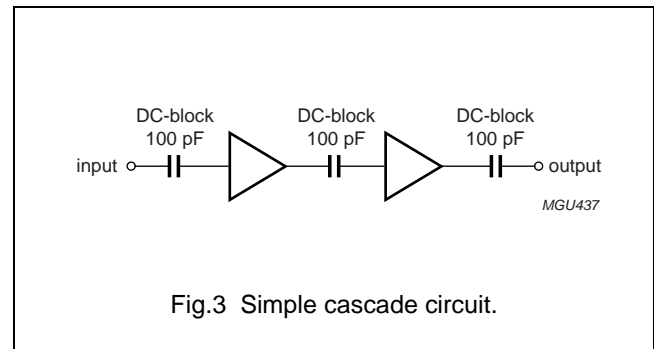 DC-block
100 pF
DC-block
100 pF
DC-block
100 pF
input
output
MGU437
Fig.3 Simple cascade circuit.